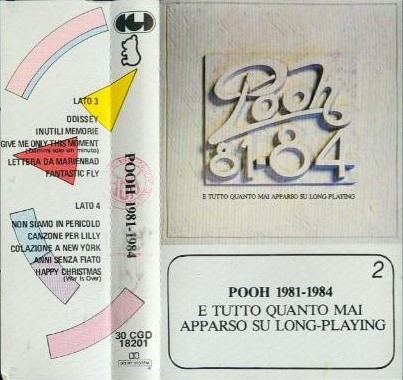 LATO 3
ODISSEY
INUTILI MEMORIE
GIVE ME ONLY THIS MOMENT
(Dammi solo un minuto)
LETTERA DA MARIENBAD
FANTASTIC FLY
LATO 4
NON SIAMO IN PERICOLO
CANZONE PER LILLY
COLAZIONE A NEW YORK
ANNI SENZA FIATO
HAPPY CHRISTMAS
(War is Over)
CGD
POOH 1981-1984
30 CGD
18201
DOLBY SYSTEM
Pooh
81-84
E TUTTO QUANTO MAI APPARSO SU LONG-PLAYING
2
POOH 1981-1984
E TUTTO QUANTO MAI
APPARSO SU LONG-PLAYING